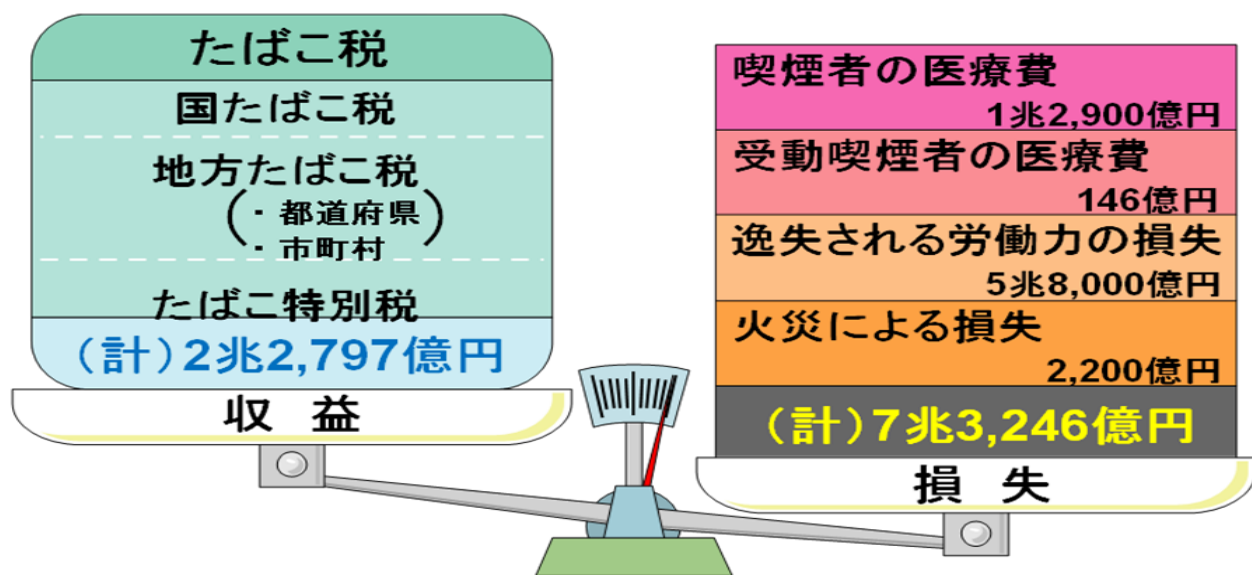 たばこ税
国たばこ税
地方たばこ税
(・都道府県
・市町村)
たばこ特別税
(計)2兆2,797億円
収 益
喫煙者の医療費
1兆2,900億円
受動喫煙者の医療費
146億円
逸失される労働力の損失
5兆8,000億円
火災による損失
2,200億円
(計)7兆3,246億円
損 失